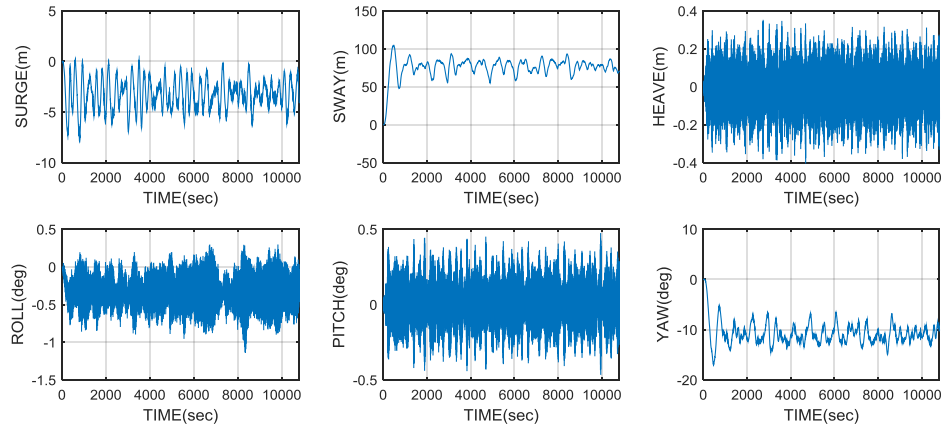 5
0
-5
-10
SURGE(m)
0 2000 4000 6000 8000 10000
TIME(sec)
150
100
50
0
-50
SWAY(m)
0 2000 4000 6000 8000 10000
TIME(sec)
0.4
0.2
0
-0.2
-0.4
HEAVE(m)
0 2000 4000 6000 8000 10000
TIME(sec)
0.5
0
-0.5
-1
-1.5
ROLL(deg)
0 2000 4000 6000 8000 10000
TIME(sec)
0.5
0
-0.5
PITCH(deg)
0 2000 4000 6000 8000 10000
TIME(sec)
10
0
-10
-20
YAW(deg)
0 2000 4000 6000 8000 10000
TIME(sec)